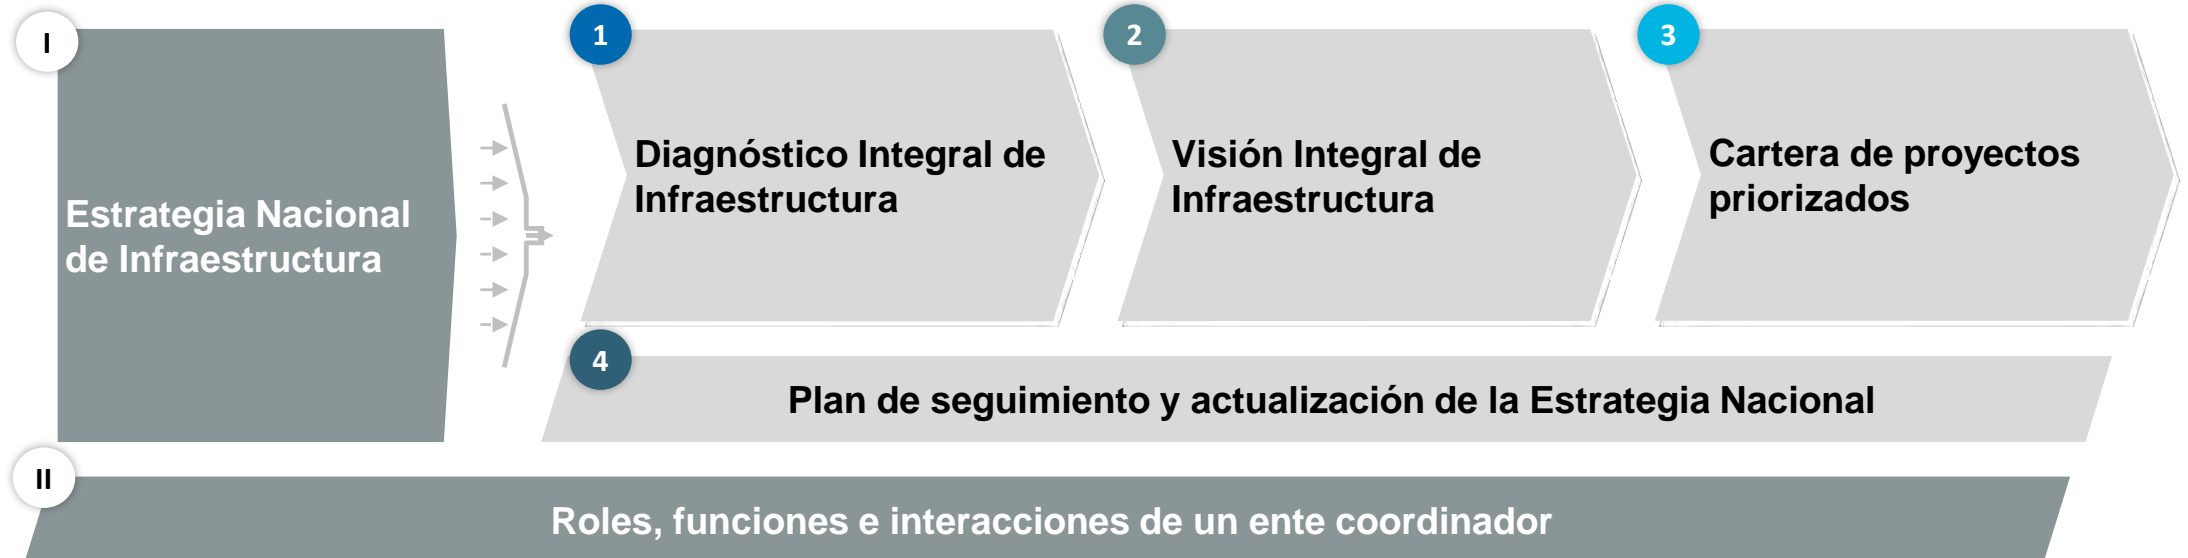 I
Estrategia Nacional
de Infraestructura
1
Diagnóstico Integral de
Infraestructura
2
Visión Integral de
Infraestructura
3
Cartera de proyectos
priorizados
4
Plan de seguimiento y actualización de la Estrategia Nacional
II
Roles, funciones e interacciones de un ente coordinador